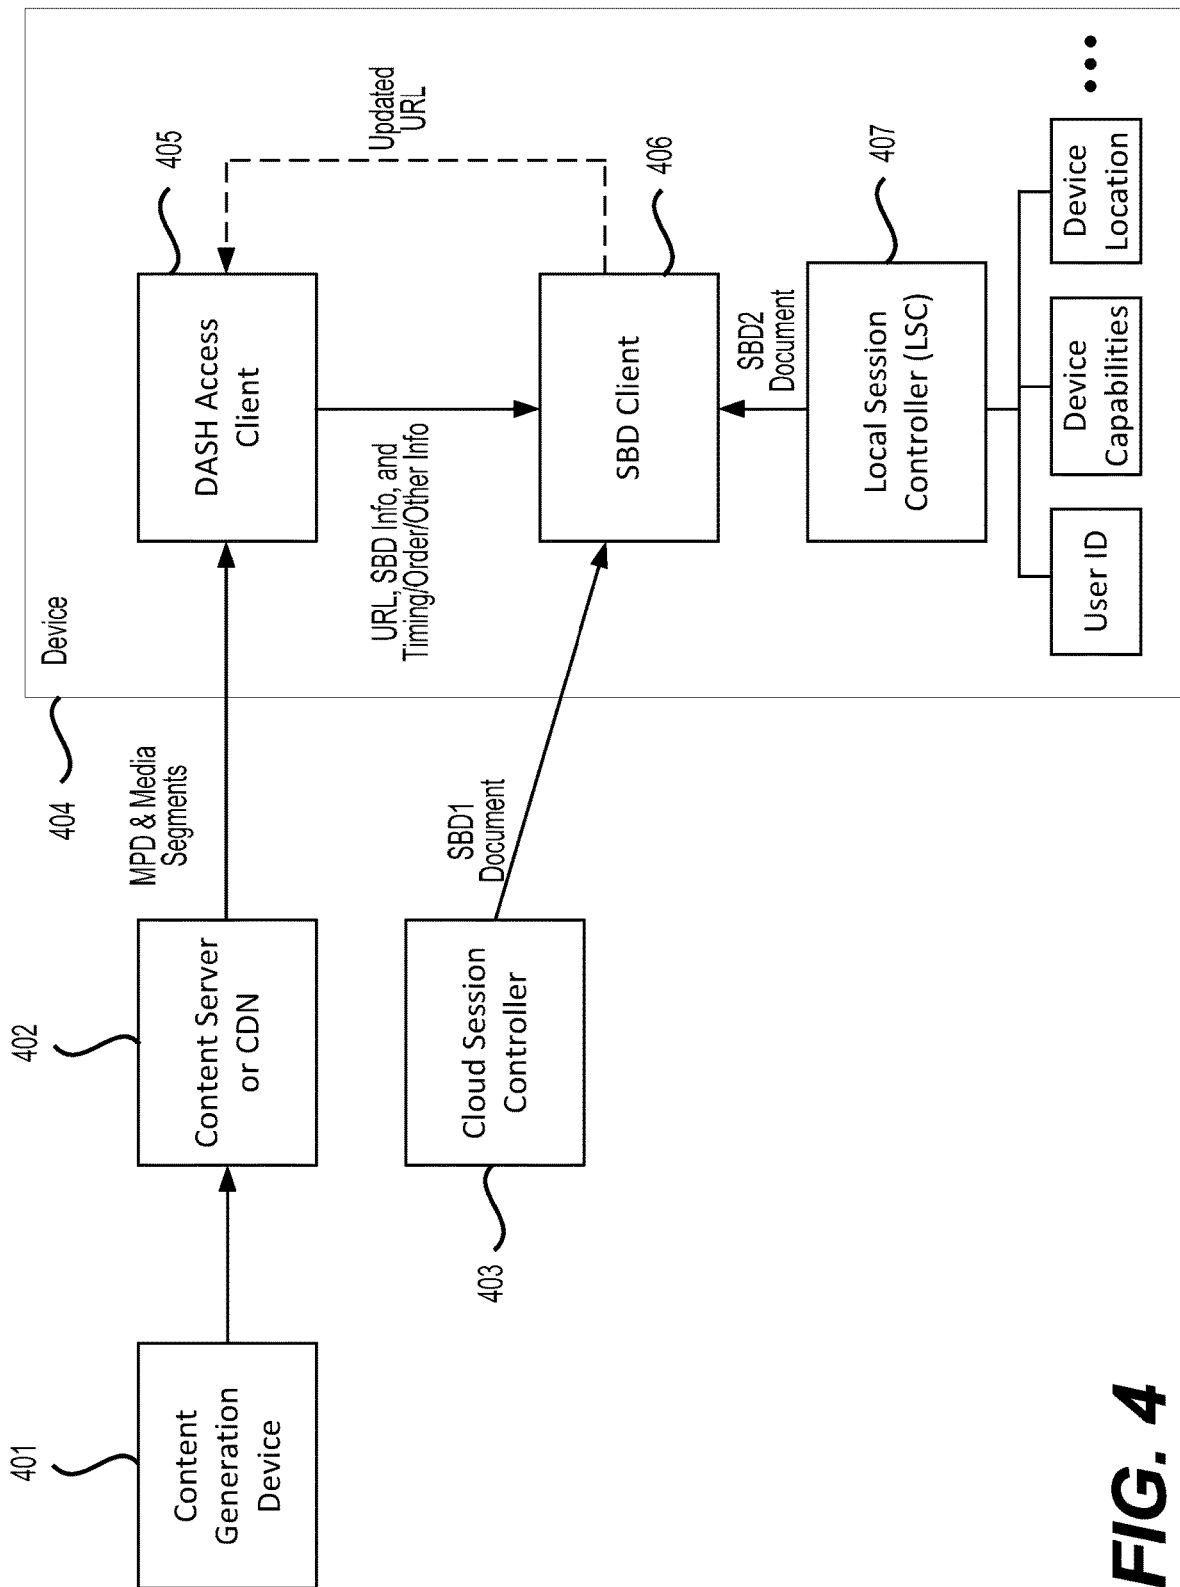 401
Content
Generation
Device
402
Content Server
or CDN
403
Cloud Session
Controller
MPD & Media
Segments
SBD1
Document
404
Device
405
DASH Access
Client
Updated
URL
URL, SBD Info, and
Timing/Order/Other Info
406
SBD Client
SBD2
Document
407
Local Session
Controller (LSC)
User ID
Device
Capabilities
Device
Location
FIG. 4